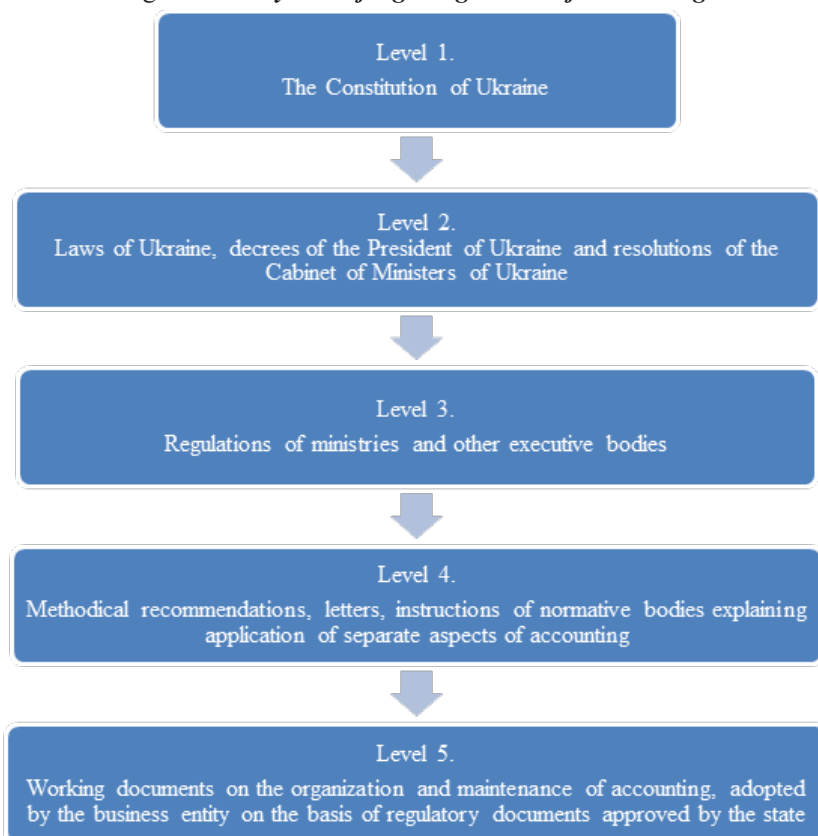 Level 1.
The Constitution of Ukraine
Level 2.
Laws of Ukraine, decrees of the President of Ukraine and resolutions of the
Cabinet of Ministers of Ukraine
Level 3.
Regulations of ministries and other executive bodies
Level 4.
Methodical recommendations, letters, instructions of normative bodies explaining
application of separate aspects of accounting
Level 5.
Working documents on the organization and maintenance of accounting, adopted
by the business entity on the basis of regulatory documents approved by the state